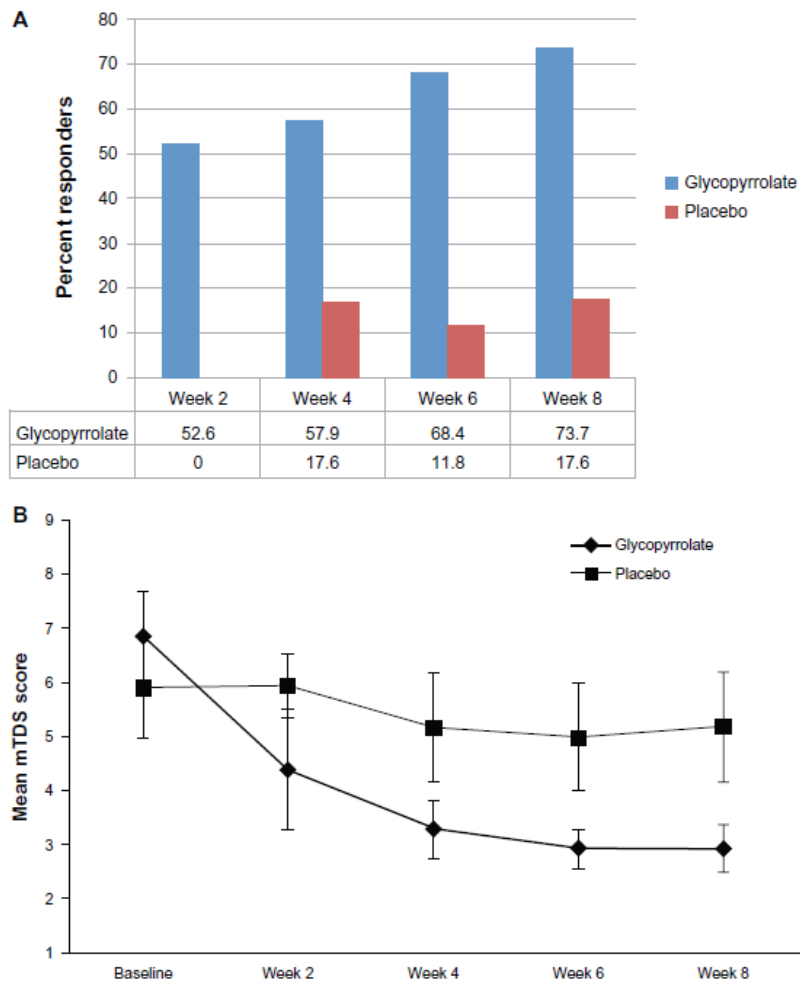 A
80
70
60
50
40
30
20
10
0
Percent responders
Glycopyrrolate
Placebo
Week 2 Week 4 Week 6 Week 8
Glycopyrrolate 52.6 57.9 68.4 73.7
Placebo 0 17.6 11.8 17.6
B
9
8
7
6
5
4
3
2
1
Mean mTDS score
Glycopyrrolate
Placebo
Baseline Week 2 Week 4 Week 6 Week 8